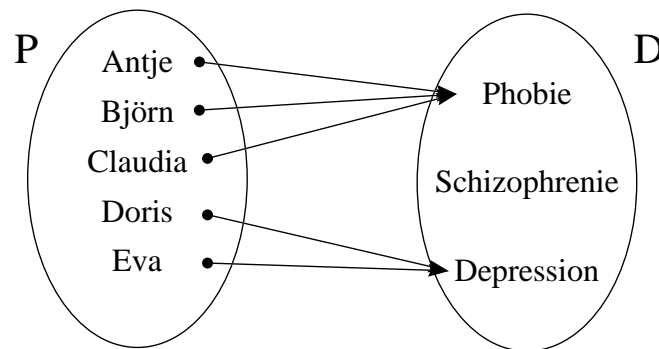 P
Antje
Björn
Claudia
Doris
Eva
D
Phobie
Schizophrenie
Depression